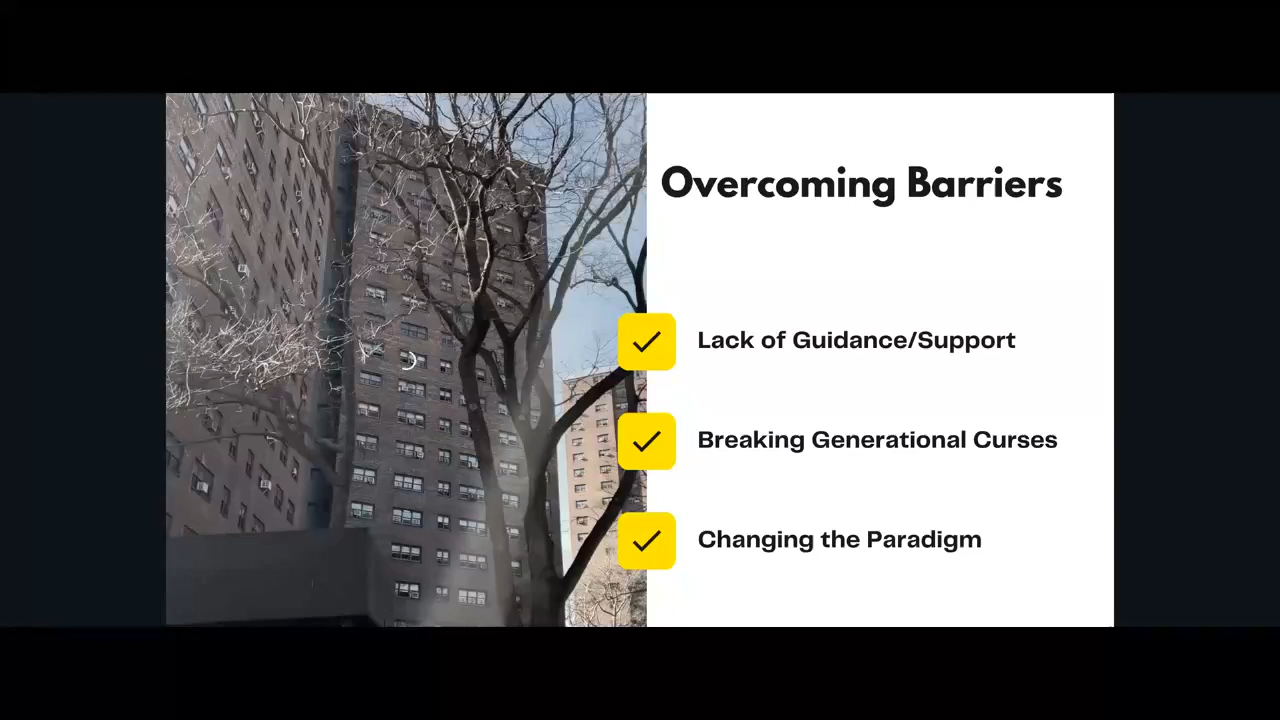 Overcoming Barriers
Lack of Guidance/Support
Breaking Generational Curses
Changing the Paradigm